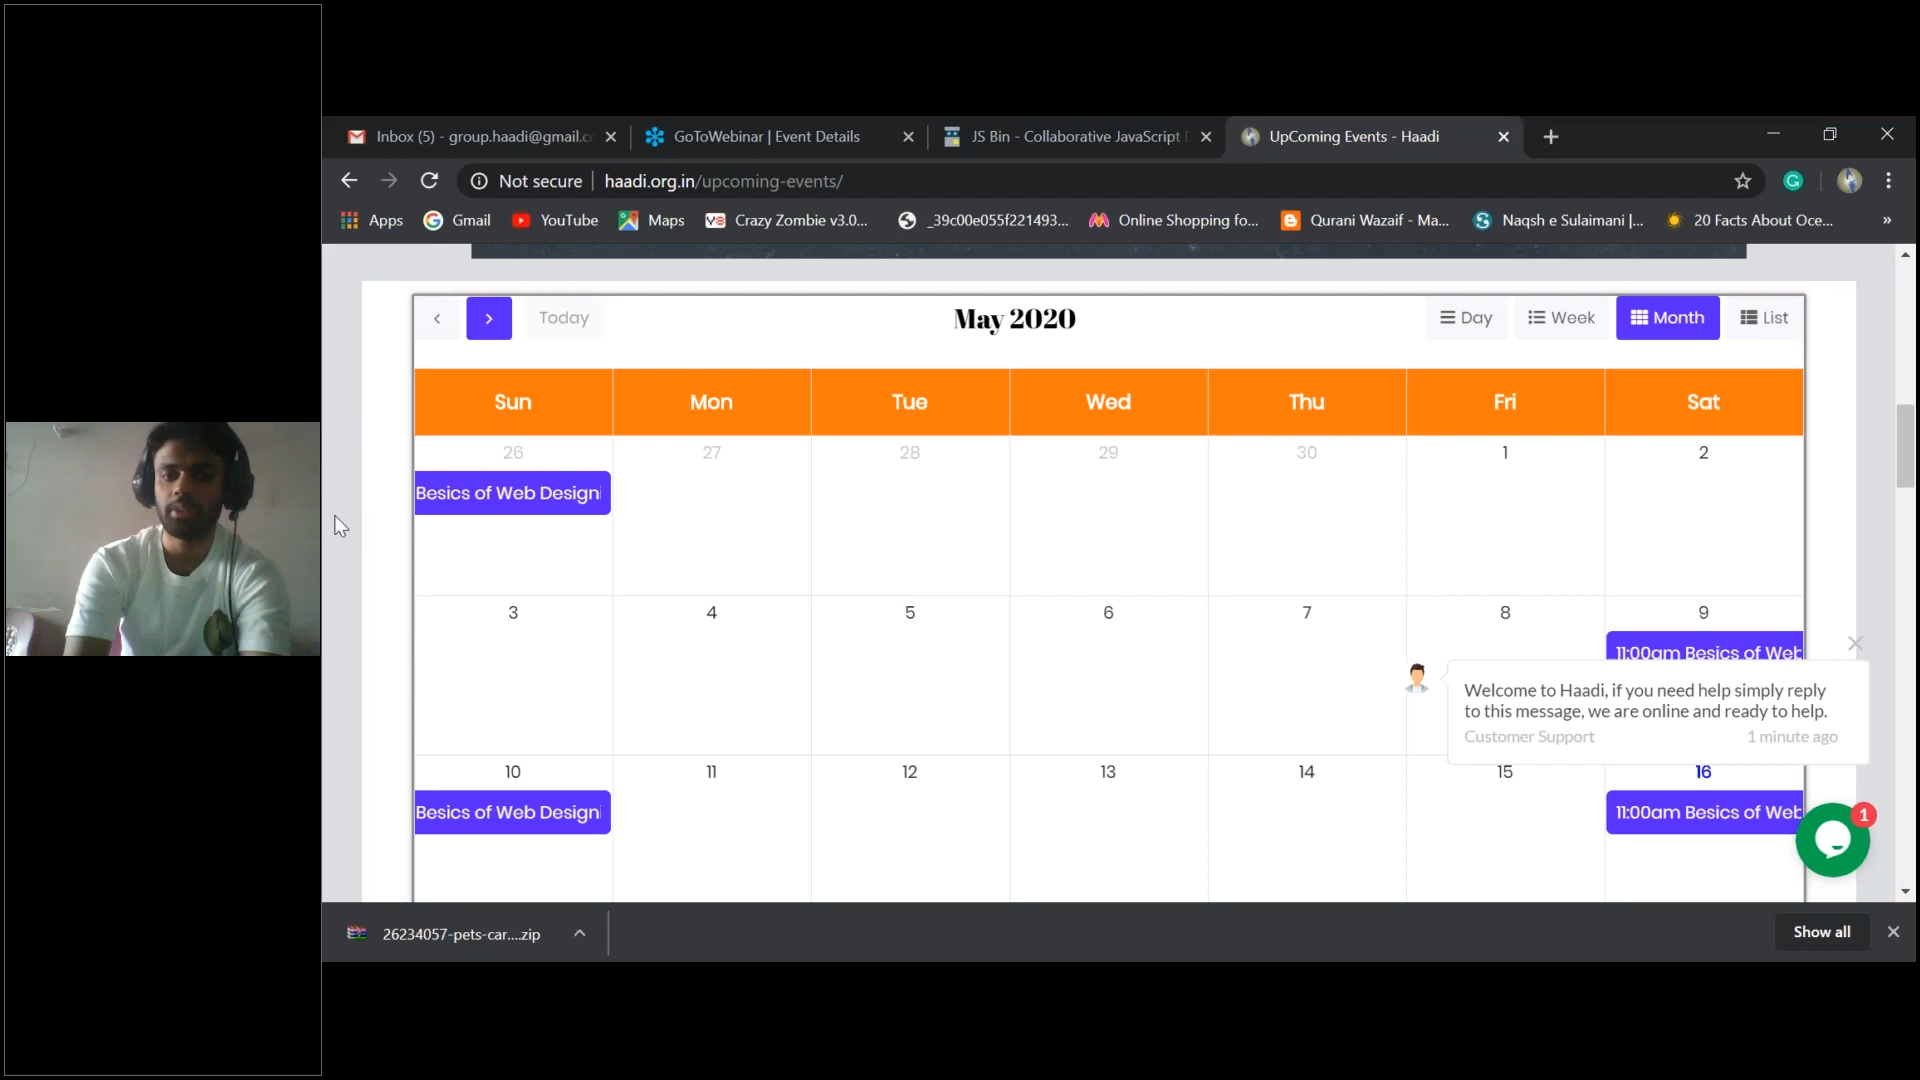 Inbox (5) - group.haadi@gmail.c
GoToWebinar | Event Details
JS Bin - Collaborative JavaScript
UpComing Events - Haadi
Not secure
haadi.org.in/upcoming-events/
Apps
Gmail
YouTube
Maps
Crazy Zombie v3.0...
_39c00e055f221493...
Online Shopping fo...
Qurani Wazaif - Ma...
Naqsh e Sulaimani |...
20 Facts About Oce...
»
Today
May 2020
Day
Week
Month
List
Sun Mon Tue Wed Thu Fri Sat
26 27 28 29 30 1 2
Besics of Web Design
3 4 5 6 7 8 9
11:00am Besics of Web
Welcome to Haadi, if you need help simply reply
to this message, we are online and ready to help.
Customer Support 1 minute ago
10 11 12 13 14 15 16
Besics of Web Design
11:00am Besics of Web
1
26234057-pets-car....zip
Show all